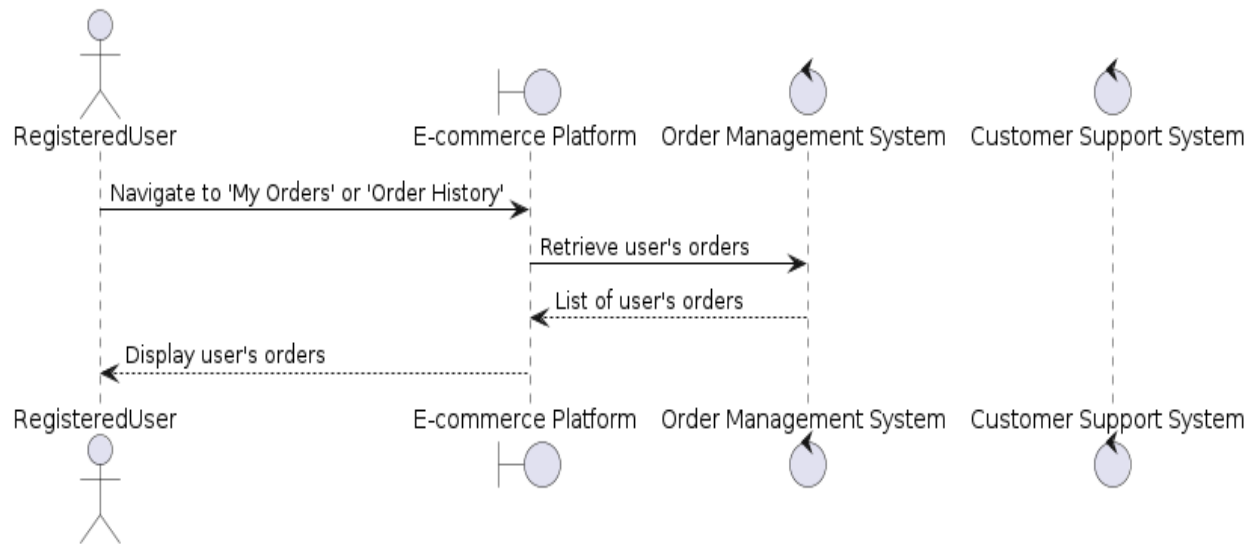 RegisteredUser
E-commerce Platform
Order Management System
Customer Support System
Navigate to 'My Orders' or 'Order History'
Retrieve user's orders
List of user's orders
Display user's orders
RegisteredUser
E-commerce Platform
Order Management System
Customer Support System